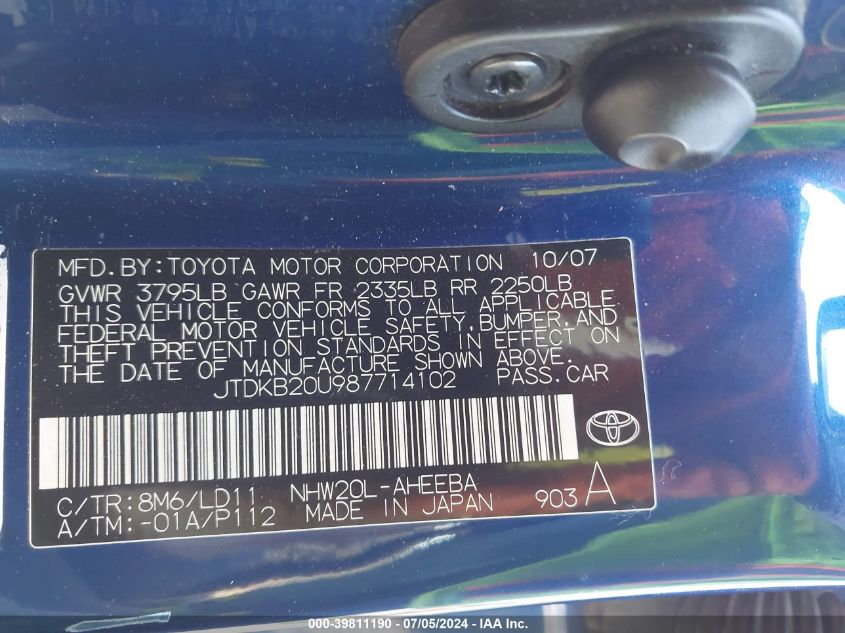 MFD.BY:TOYOTA MOTOR CORPORATION 10/07
GVWR 3795LB GAWR FR 2335LB RR 2250LB
THIS VEHICLE CONFORMS TO ALL APPLICABLE
FEDERAL MOTOR VEHICLE SAFETY,BUMPER,AND
THEFT PREVENTION STANDARDS IN EFFECT ON
THE DATE OF MANUFACTURE SHOWN ABOVE.
JTDKB20U987714102 PASS.CAR
C/TR:8M6/LD11 NHW20L-AHEEBA
A/TM:-01A/P112 MADE IN JAPAN 903 A
000-39811190 - 07/05/2024 - IAA Inc.